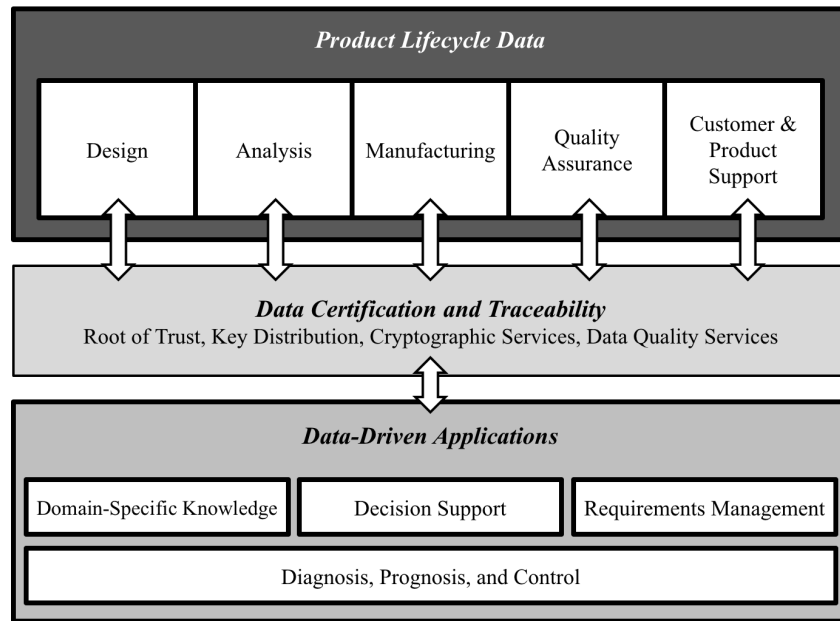 Product Lifecycle Data
Design
Analysis
Manufacturing
Quality
Assurance
Customer &
Product
Support
Data Certification and Traceability
Root of Trust, Key Distribution, Cryptographic Services, Data Quality Services
Data-Driven Applications
Domain-Specific Knowledge
Decision Support
Requirements Management
Diagnosis, Prognosis, and Control